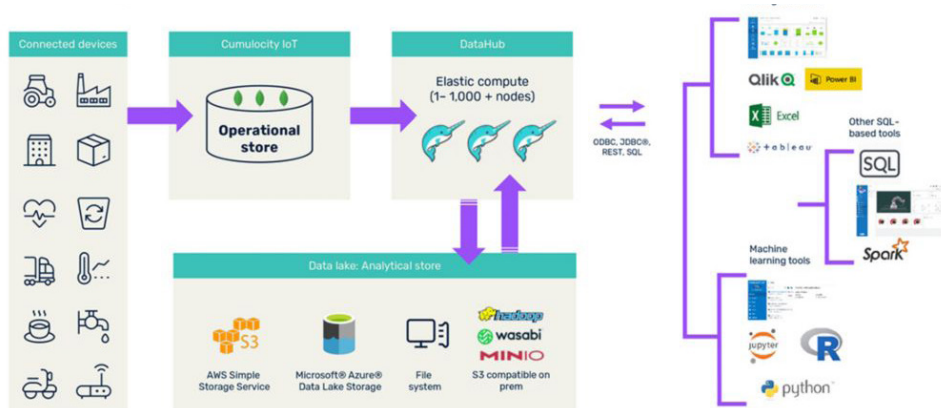 Connected devices
Cumulocity IoT
Operational
store
DataHub
Elastic compute
(1– 1,000 + nodes)
ODBC, JDBC®,
REST, SQL
Data lake: Analytical store
S3
AWS Simple
Storage Service
Microsoft® Azure®
Data Lake Storage
File
system
hadoop
wasabi
MINIO
S3 compatible on
prem
Qlik
Power BI
Excel
tableau
Other SQL-
based tools
SQL
Spark
Machine
learning tools
jupyter
R
python™